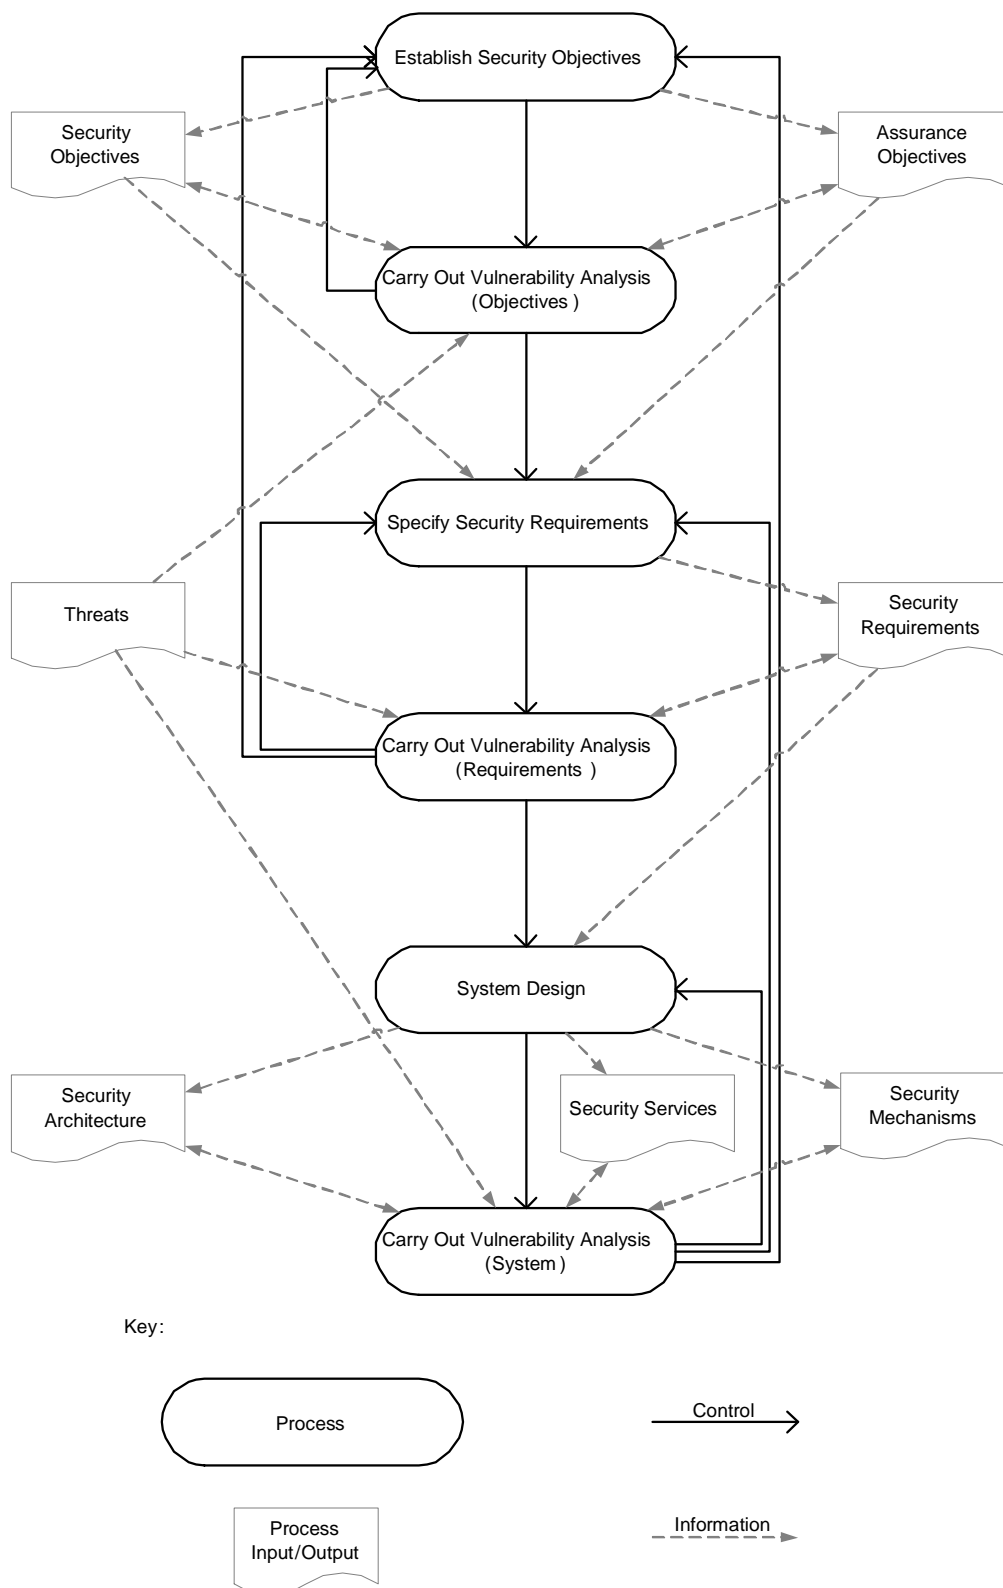 Establish Security Objectives
Security
Objectives
Assurance
Objectives
Carry Out Vulnerability Analysis
(Objectives)
Specify Security Requirements
Threats
Security
Requirements
Carry Out Vulnerability Analysis
(Requirements)
System Design
Security
Architecture
Security Services
Security
Mechanisms
Carry Out Vulnerability Analysis
(System)
Key:
Process
Control
Process
Input/Output
Information